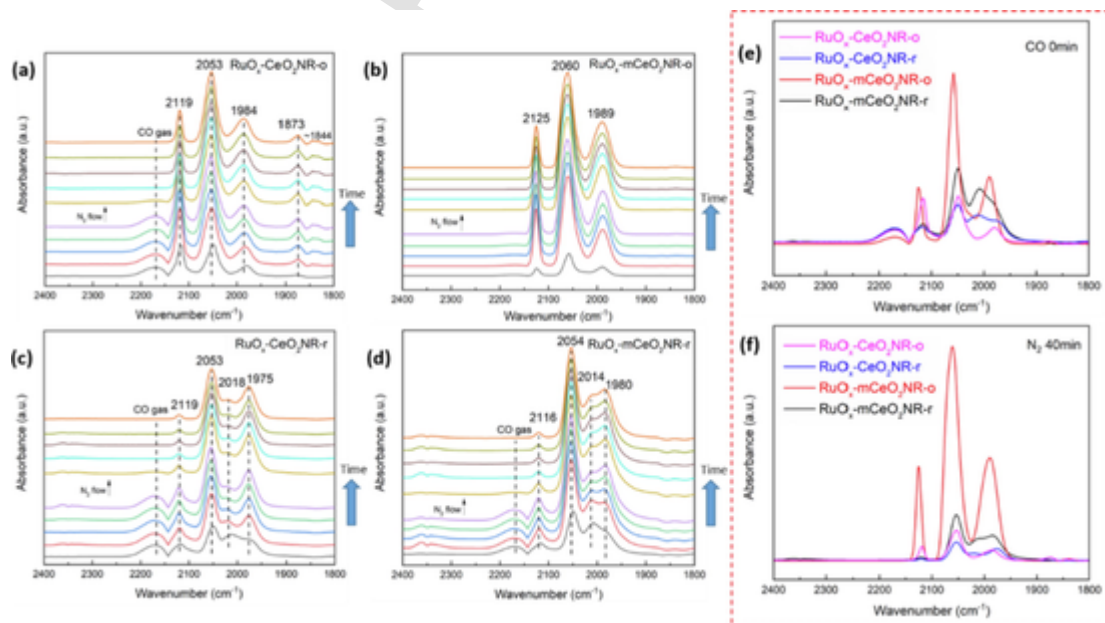 (a)
2053
RuOₓ-CeO₂NR-o
2119
1984
CO gas
1873
~1844
N₂ flow
Time
Absorbance (a.u.)
2400 2300 2200 2100 2000 1900 1800
Wavenumber (cm⁻¹)
(b)
2060
RuOₓ-mCeO₂NR-o
2125
1989
N₂ flow
Time
Absorbance (a.u.)
2400 2300 2200 2100 2000 1900 1800
Wavenumber (cm⁻¹)
(c)
RuOₓ-CeO₂NR-r
2053
2018
1975
CO gas
2119
N₂ flow
Time
Absorbance (a.u.)
2400 2300 2200 2100 2000 1900 1800
Wavenumber (cm⁻¹)
(d)
2054
RuOₓ-mCeO₂NR-r
2014
1980
2116
CO gas
N₂ flow
Time
Absorbance (a.u.)
2400 2300 2200 2100 2000 1900 1800
Wavenumber (cm⁻¹)
(e)
RuOₓ-CeO₂NR-o
CO 0min
RuOₓ-CeO₂NR-r
RuOₓ-mCeO₂NR-o
RuOₓ-mCeO₂NR-r
Absorbance (a.u.)
2400 2300 2200 2100 2000 1900 1800
Wavenumber (cm⁻¹)
(f)
N₂ 40min
RuOₓ-CeO₂NR-o
RuOₓ-CeO₂NR-r
RuOₓ-mCeO₂NR-o
RuOₓ-mCeO₂NR-r
Absorbance (a.u.)
2400 2300 2200 2100 2000 1900 1800
Wavenumber (cm⁻¹)